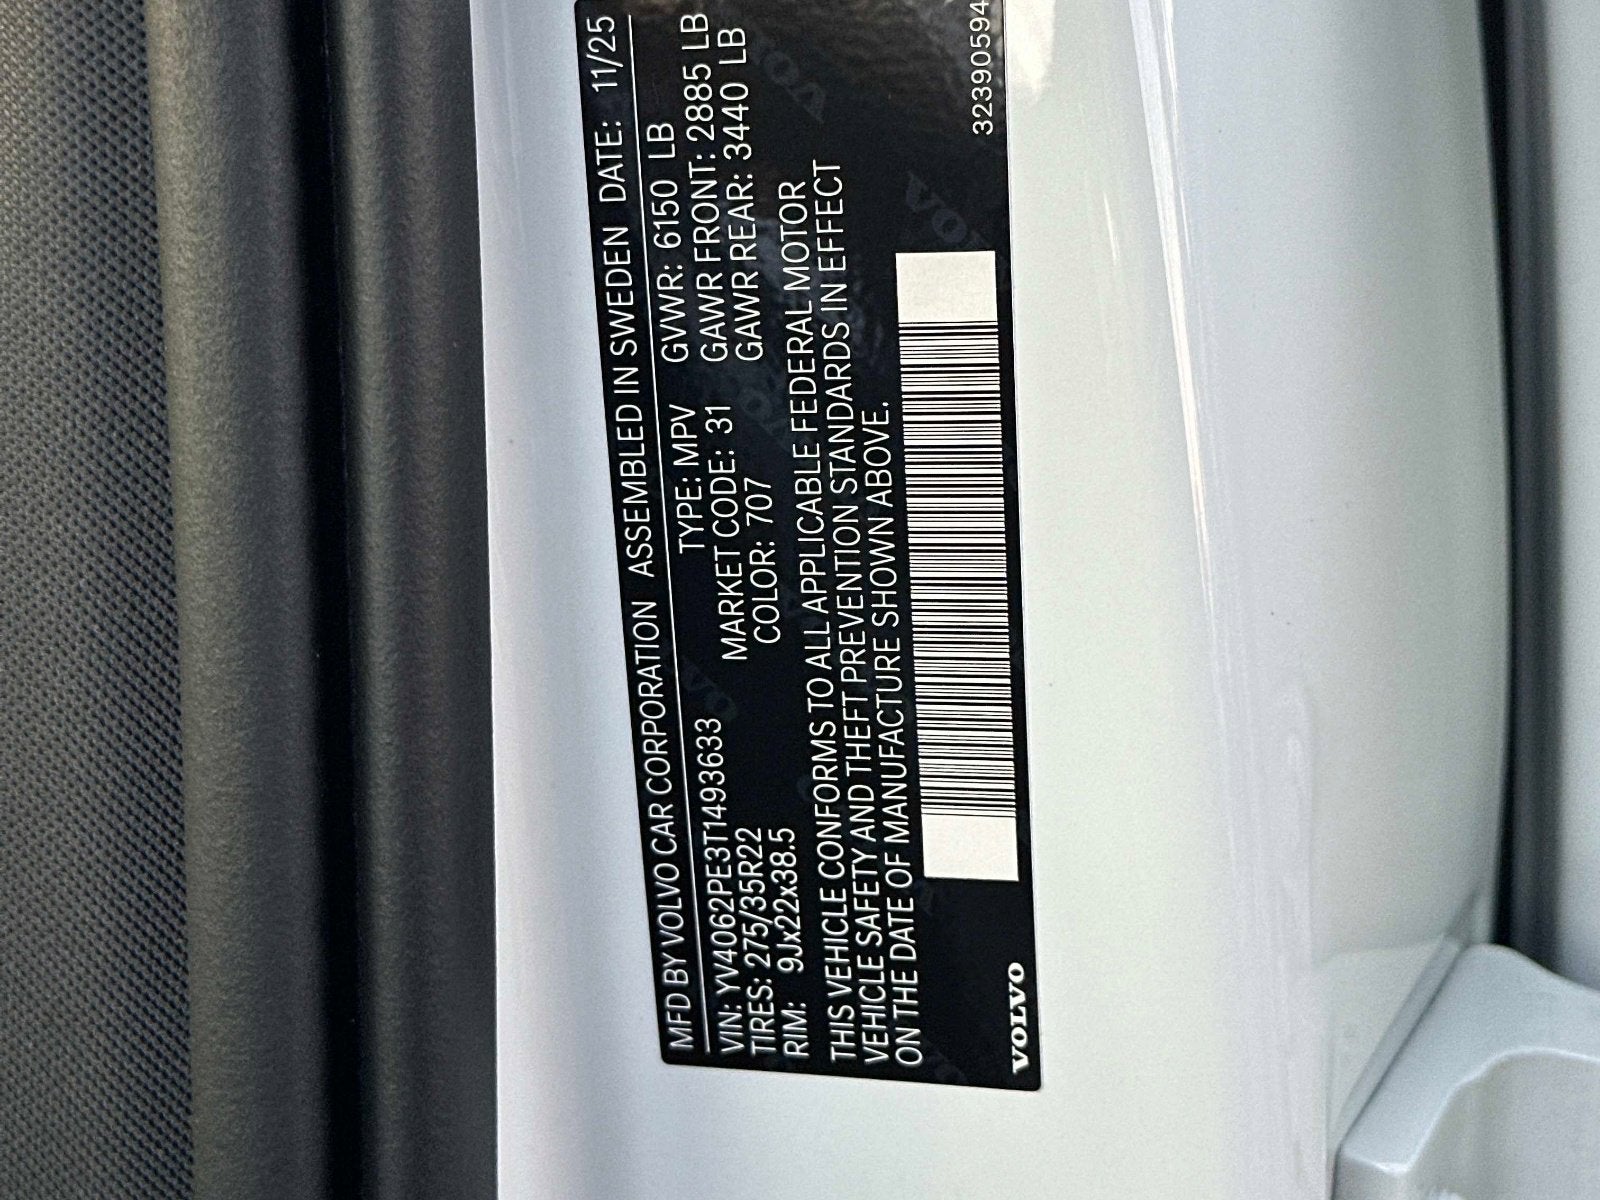 MFD BY VOLVO CAR CORPORATION ASSEMBLED IN SWEDEN DATE: 11/25
VIN: YV4062PE3T1493633 TYPE: MPV GVWR: 6150 LB
TIRES: 275/35R22 MARKET CODE: 31 GAWR FRONT: 2885 LB
RIM: 9Jx22x38.5 COLOR: 707 GAWR REAR: 3440 LB
THIS VEHICLE CONFORMS TO ALL APPLICABLE FEDERAL MOTOR
VEHICLE SAFETY AND THEFT PREVENTION STANDARDS IN EFFECT
ON THE DATE OF MANUFACTURE SHOWN ABOVE.
VOLVO 32390594